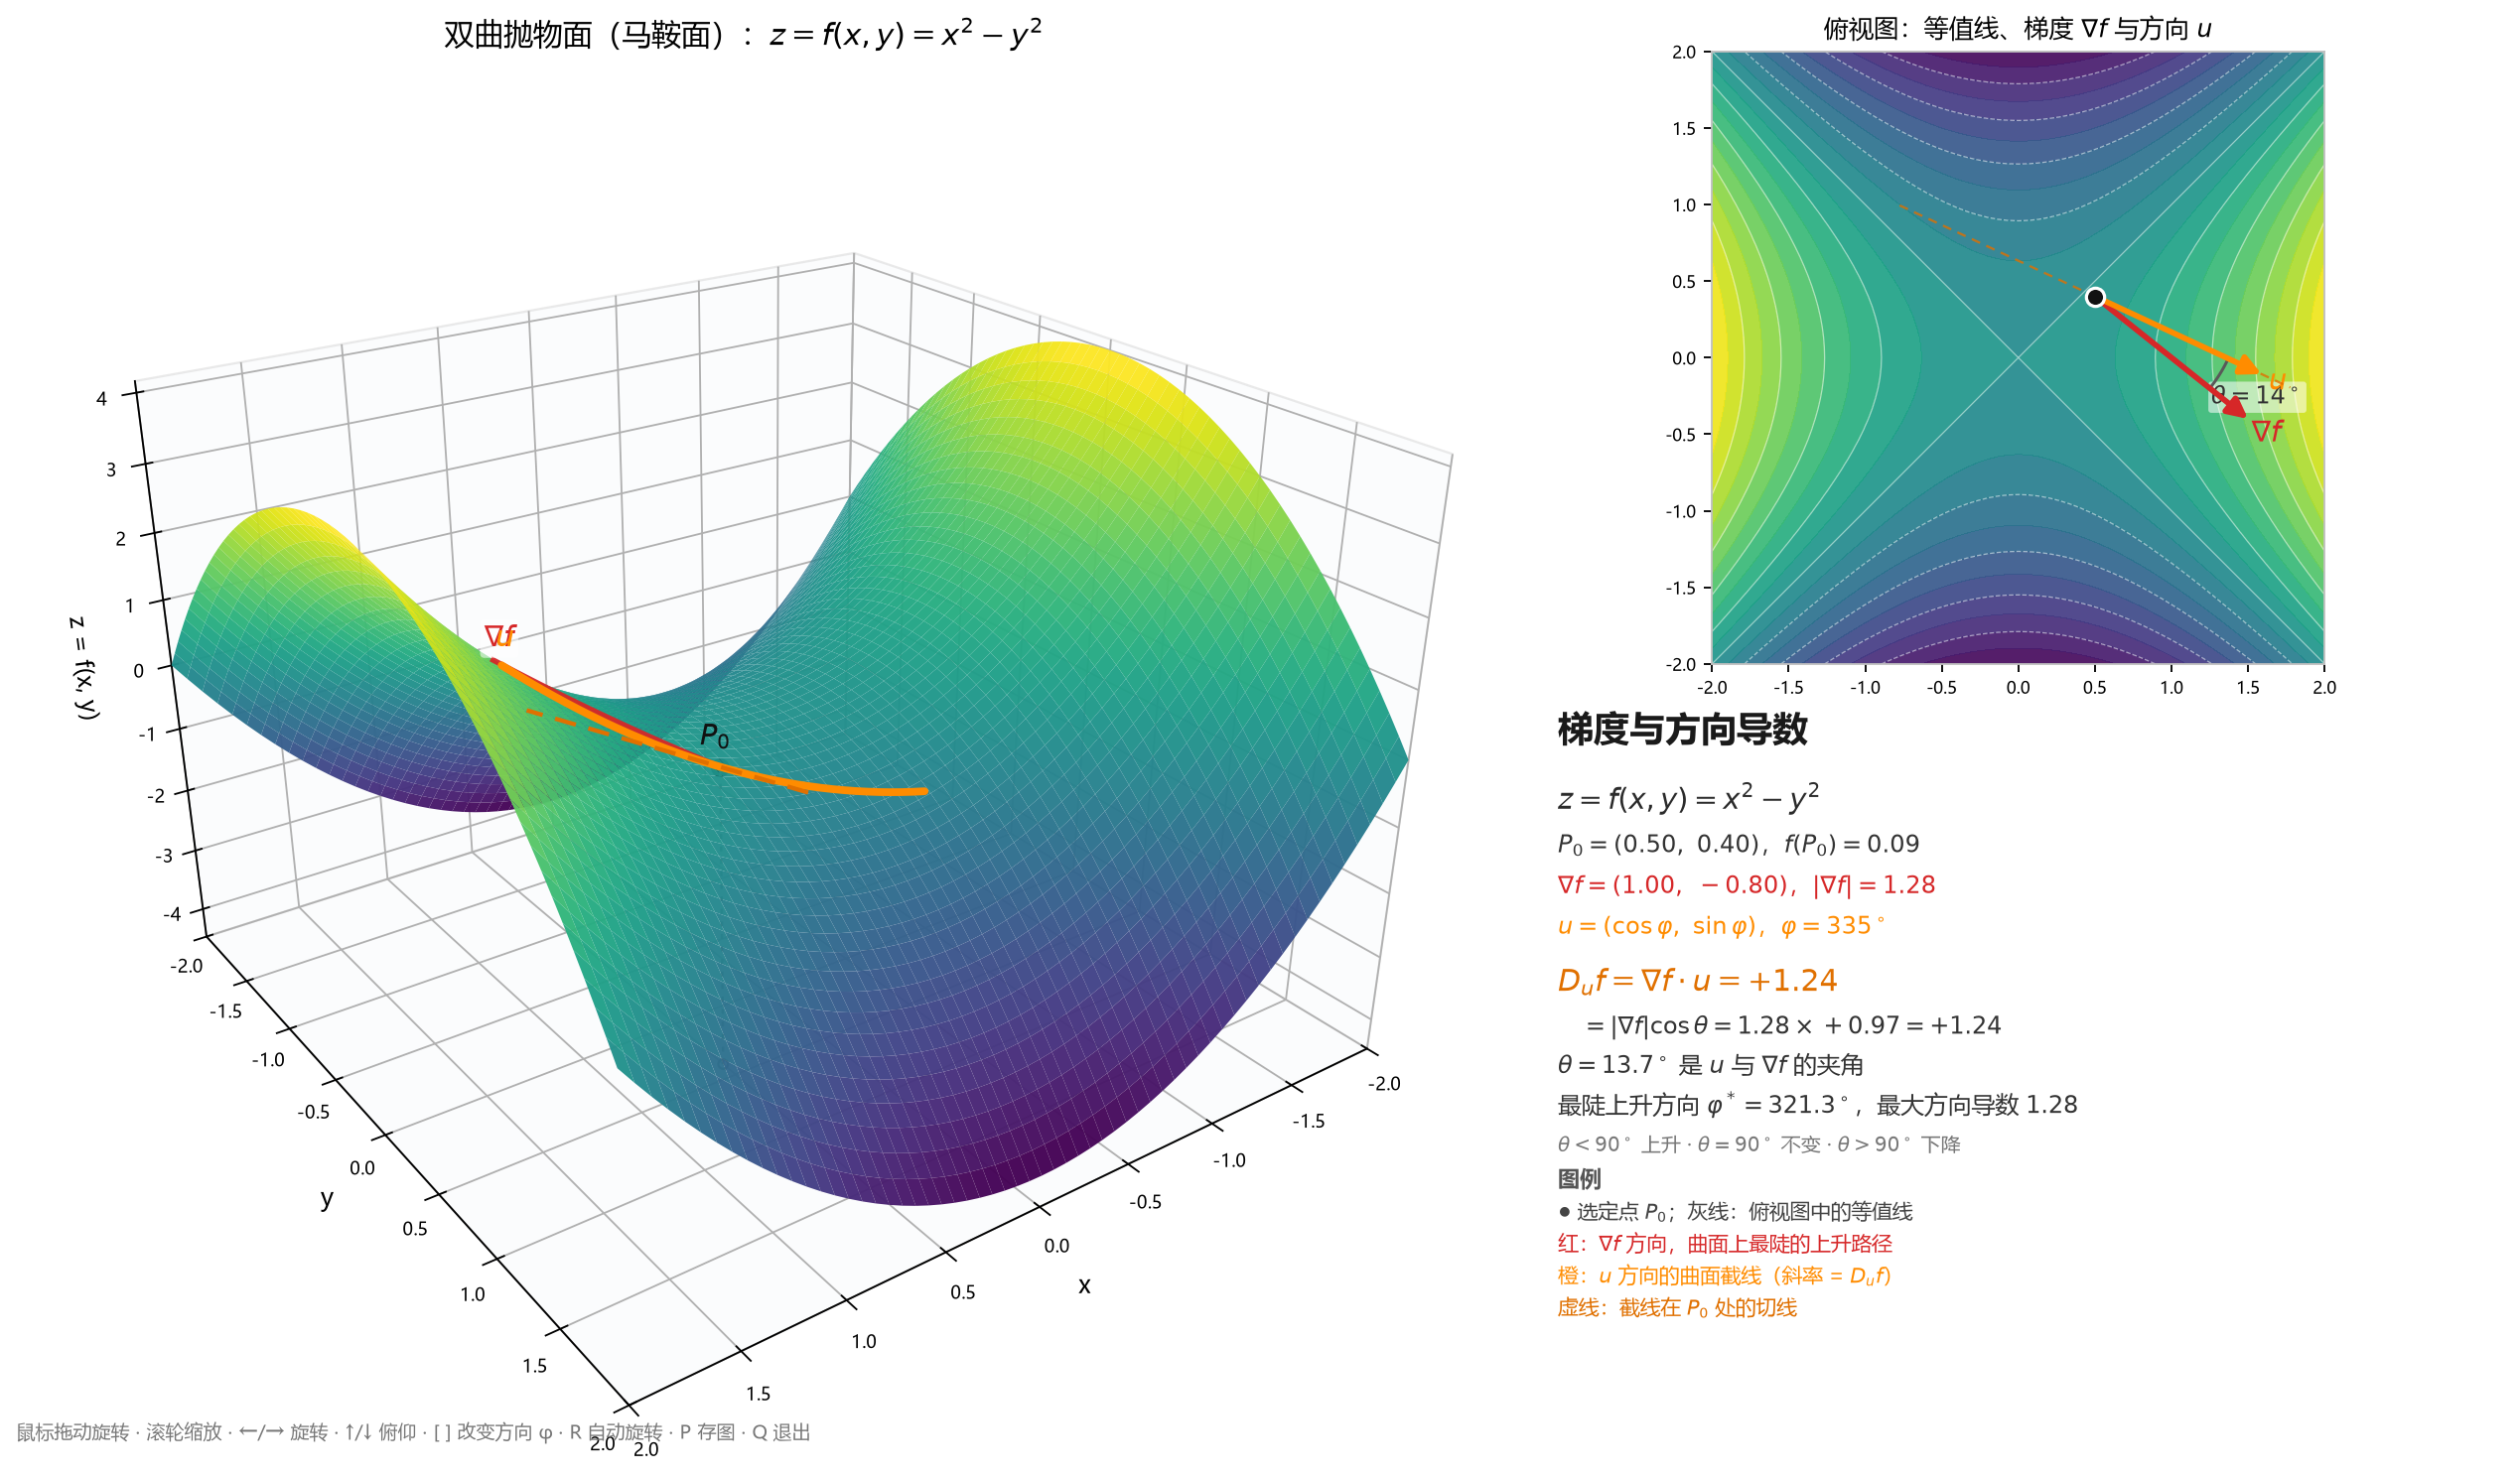 双曲抛物面（马鞍面）: z = f(x, y) = x² − y²
4
3
2
1
0
-1
-2
-3
-4
z = f(x, y)
-2.0
-1.5
-1.0
-0.5
0.0
0.5
1.0
1.5
2.0
y
2.0
1.5
1.0
0.5
0.0
-0.5
-1.0
-1.5
-2.0
x
∇f
u
P₀
鼠标拖动旋转 · 滚轮缩放 · ←/→ 旋转 · ↑/↓ 俯仰 · [ ] 改变方向 φ · R 自动旋转 · P 存图 · Q 退出
俯视图：等值线、梯度 ∇f 与方向 u
2.0
1.5
1.0
0.5
0.0
-0.5
-1.0
-1.5
-2.0
-2.0 -1.5 -1.0 -0.5 0.0 0.5 1.0 1.5 2.0
u
θ = 14°
∇f
梯度与方向导数
z = f(x, y) = x² − y²
P₀ = (0.50, 0.40), f(P₀) = 0.09
∇f = (1.00, −0.80), |∇f| = 1.28
u = (cos φ, sin φ), φ = 335°
Dᵤf = ∇f · u = +1.24
= |∇f| cos θ = 1.28 × +0.97 = +1.24
θ = 13.7° 是 u 与 ∇f 的夹角
最陡上升方向 φ* = 321.3°，最大方向导数 1.28
θ < 90° 上升 · θ = 90° 不变 · θ > 90° 下降
图例
● 选定点 P₀；灰线：俯视图中的等值线
红：∇f 方向，曲面上最陡的上升路径
橙：u 方向的曲面截线（斜率 = Dᵤf）
虚线：截线在 P₀ 处的切线